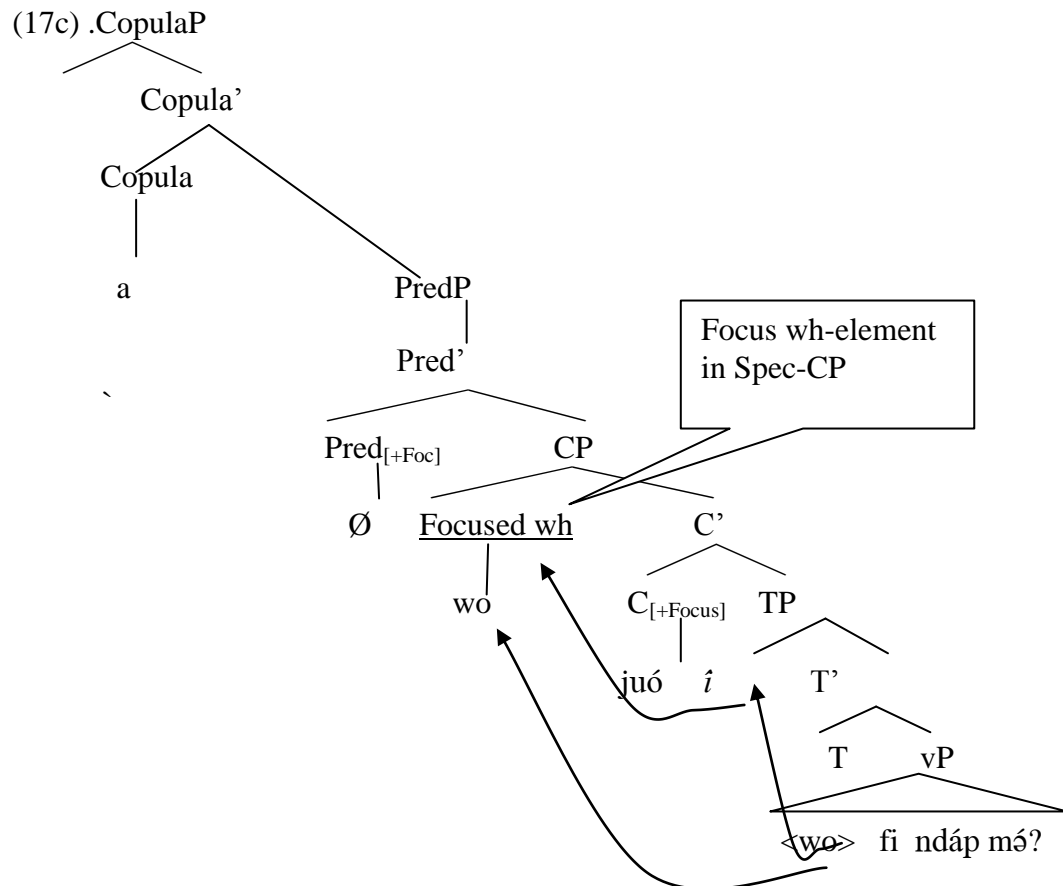 (17c) .CopulaP
Copula’
Copula
a
PredP
Focus wh-element
in Spec-CP
Pred’
`
Pred[+Foc]
CP
Ø
Focused wh
C’
wo
C[+Focus]
TP
juó
î
T’
T
vP
<wo> fi ndáp mə́?